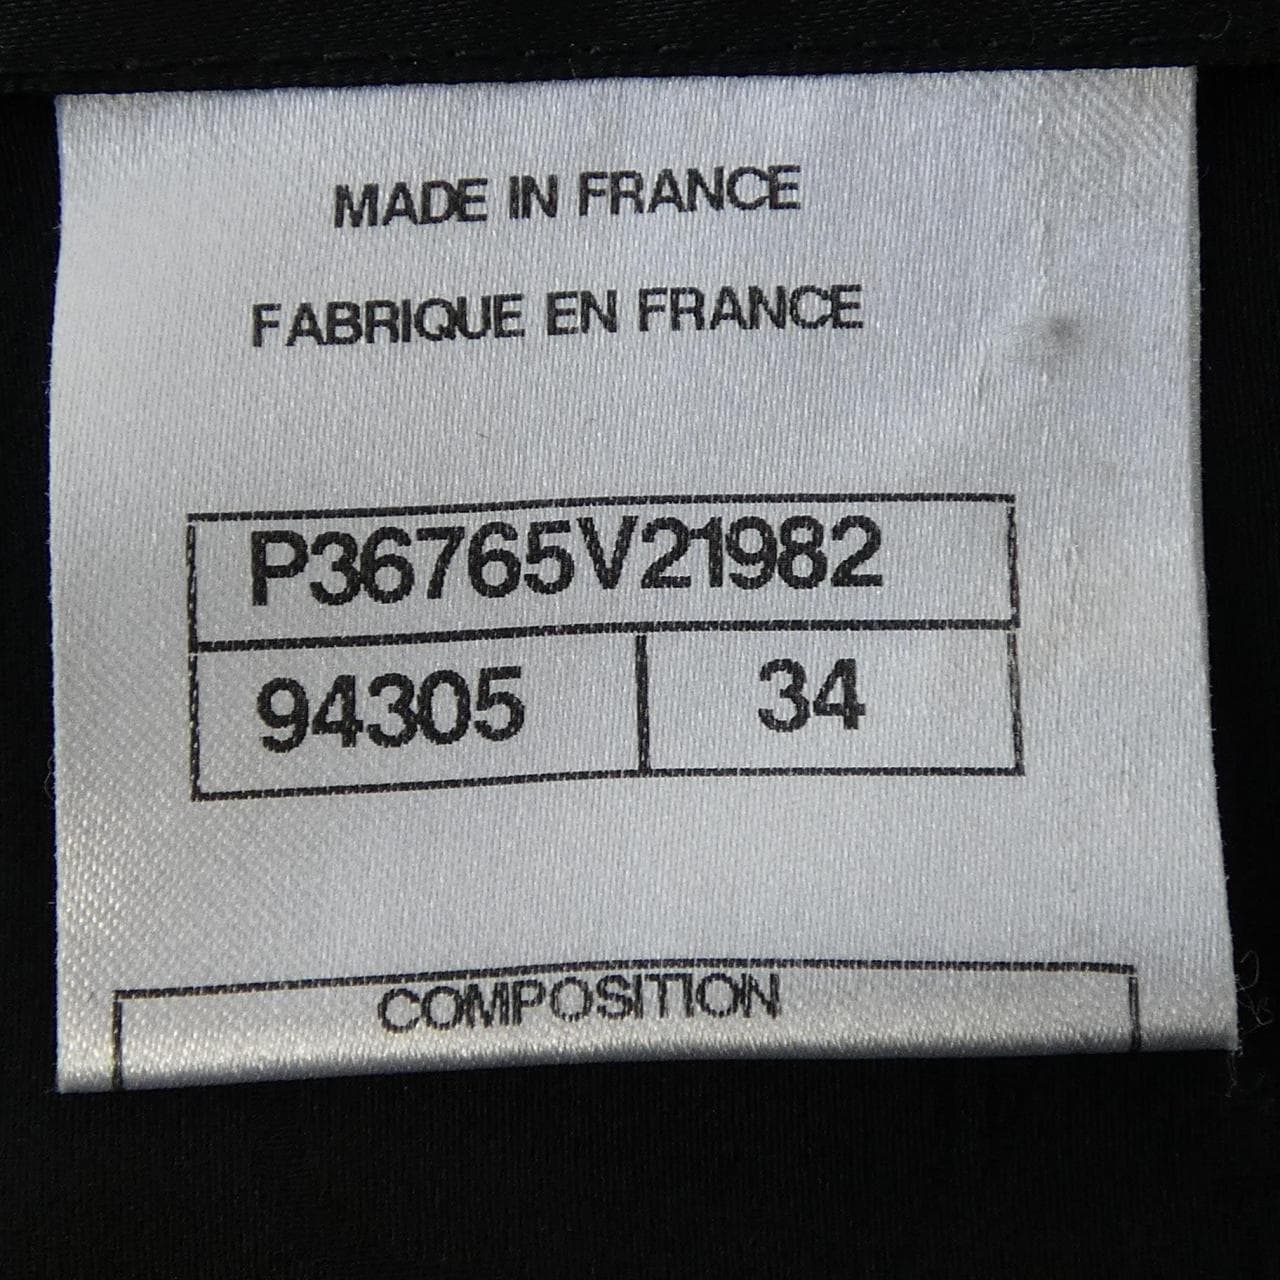 MADE IN FRANCE
FABRIQUE EN FRANCE
P36765V21982
94305 34
COMPOSITION